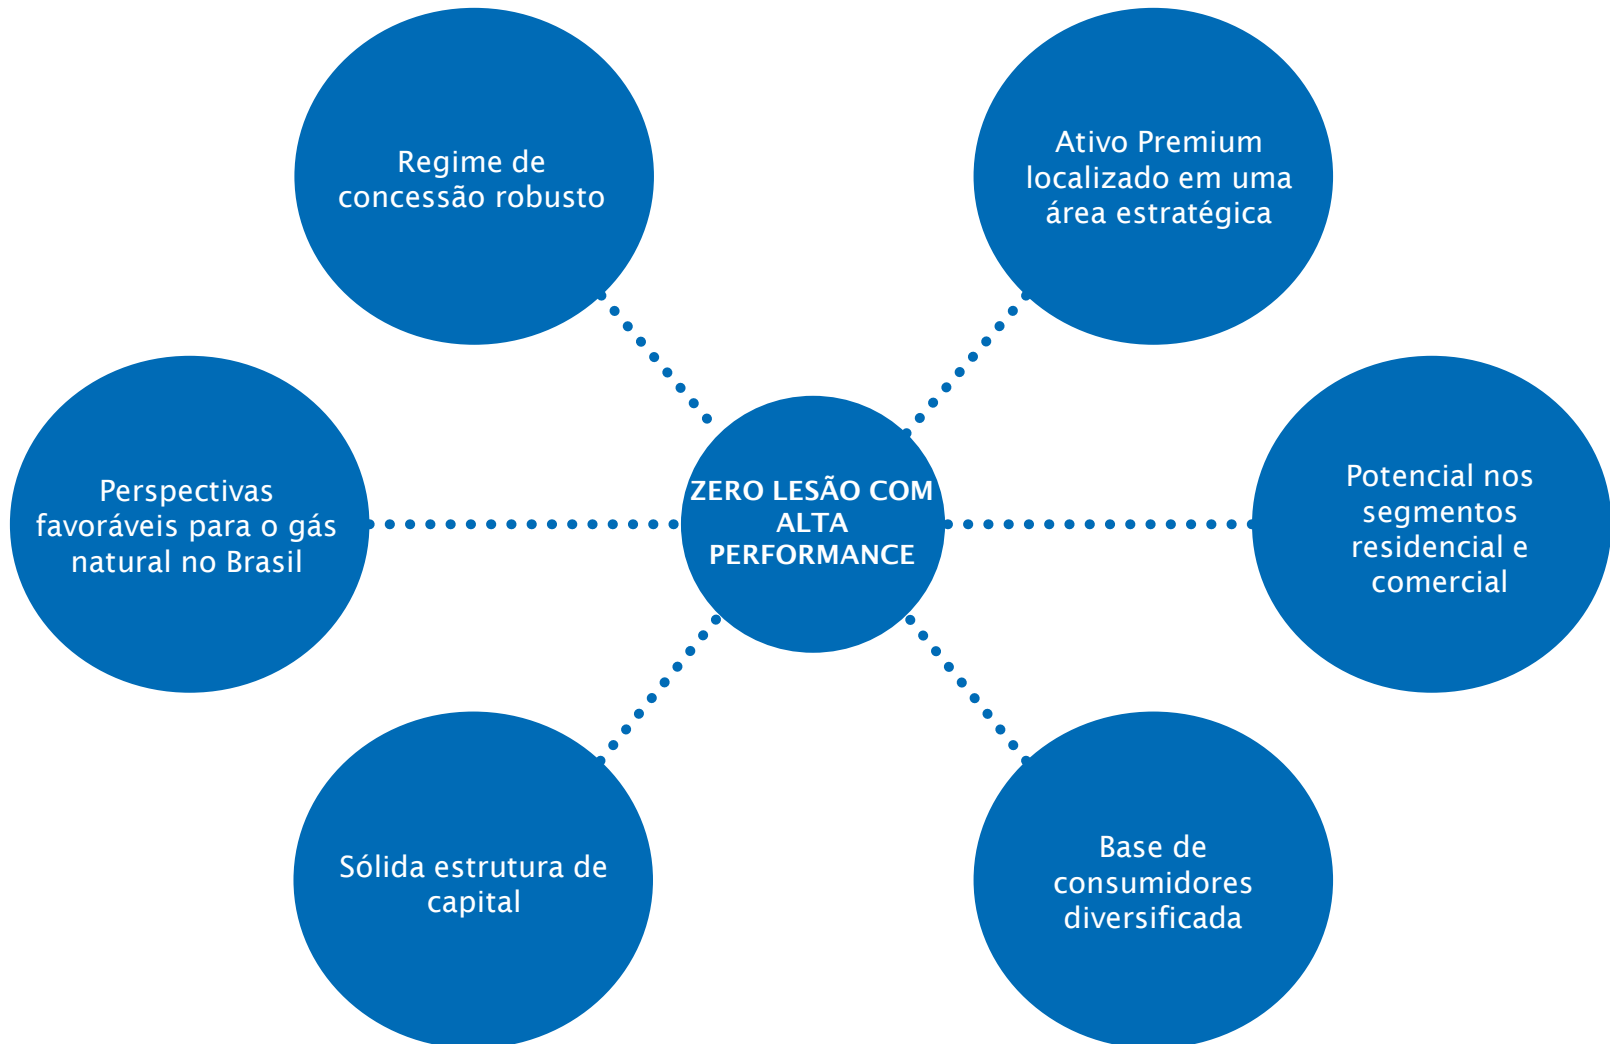 Regime de
concessão robusto
Ativo Premium
localizado em uma
área estratégica
Perspectivas
favoráveis para o gás
natural no Brasil
ZERO LESÃO COM
ALTA
PERFORMANCE
Potencial nos
segmentos
residencial e
comercial
Sólida estrutura de
capital
Base de
consumidores
diversificada